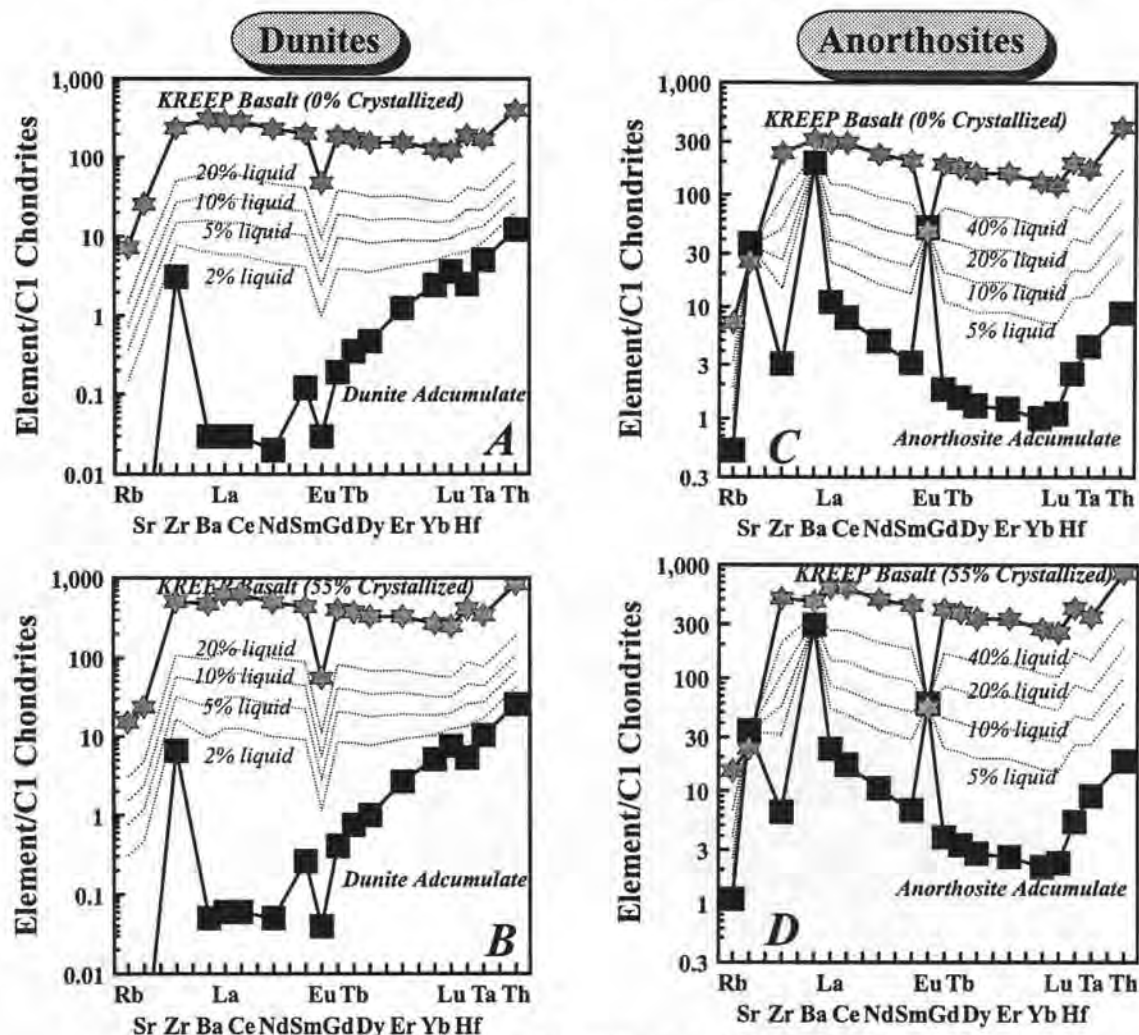 Dunites
Element/C1 Chondrites
1,000
100
10
1
0.1
0.01
KREEP Basalt (0% Crystallized)
20% liquid
10% liquid
5% liquid
2% liquid
Dunite Adcumulate
A
Rb La Eu Tb Lu Ta Th
Sr Zr Ba Ce Nd Sm Gd Dy Er Yb Hf
Anorthosites
Element/C1 Chondrites
1,000
300
100
30
10
3
1
0.3
KREEP Basalt (0% Crystallized)
40% liquid
20% liquid
10% liquid
5% liquid
Anorthosite Adcumulate
C
Rb La Eu Tb Lu Ta Th
Sr Zr Ba Ce Nd Sm Gd Dy Er Yb Hf
Element/C1 Chondrites
1,000
100
10
1
0.1
0.01
KREEP Basalt (55% Crystallized)
20% liquid
10% liquid
5% liquid
2% liquid
Dunite Adcumulate
B
Rb La Eu Tb Lu Ta Th
Sr Zr Ba Ce Nd Sm Gd Dy Er Yb Hf
Element/C1 Chondrites
1,000
300
100
30
10
3
1
0.3
KREEP Basalt (55% Crystallized)
40% liquid
20% liquid
10% liquid
5% liquid
Anorthosite Adcumulate
D
Rb La Eu Tb Lu Ta Th
Sr Zr Ba Ce Nd Sm Gd Dy Er Yb Hf